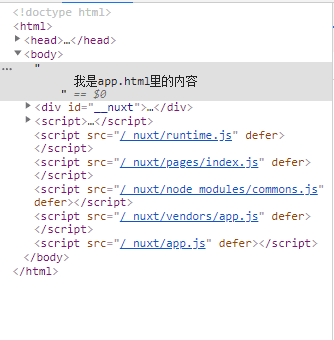 <!doctype html>
<html>
<head>…</head>
<body>
"
我是app.html里的内容
" == $0
<div id="__nuxt">…</div>
<script>…</script>
<script src="/_nuxt/runtime.js" defer>
</script>
<script src="/_nuxt/pages/index.js" defer>
</script>
<script src="/_nuxt/node_modules/commons.js"
defer></script>
<script src="/_nuxt/vendors/app.js" defer>
</script>
<script src="/_nuxt/app.js" defer></script>
</body>
</html>